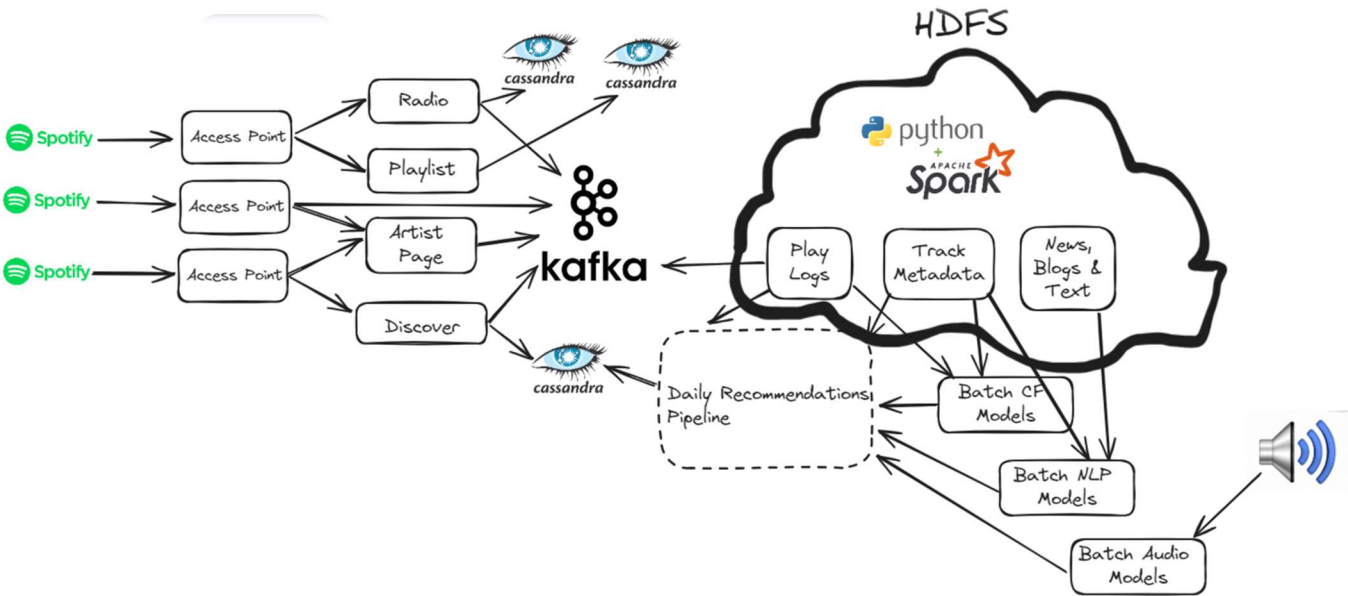 HDFS
cassandra
cassandra
Radio
Spotify
Access Point
Playlist
python
+
APACHE
Spark
Spotify
Access Point
Artist
Page
kafka
Spotify
Access Point
Discover
cassandra
Play
Logs
Track
Metadata
News,
Blogs &
Text
Daily Recommendations
Pipeline
Batch CF
Models
Batch NLP
Models
Batch Audio
Models